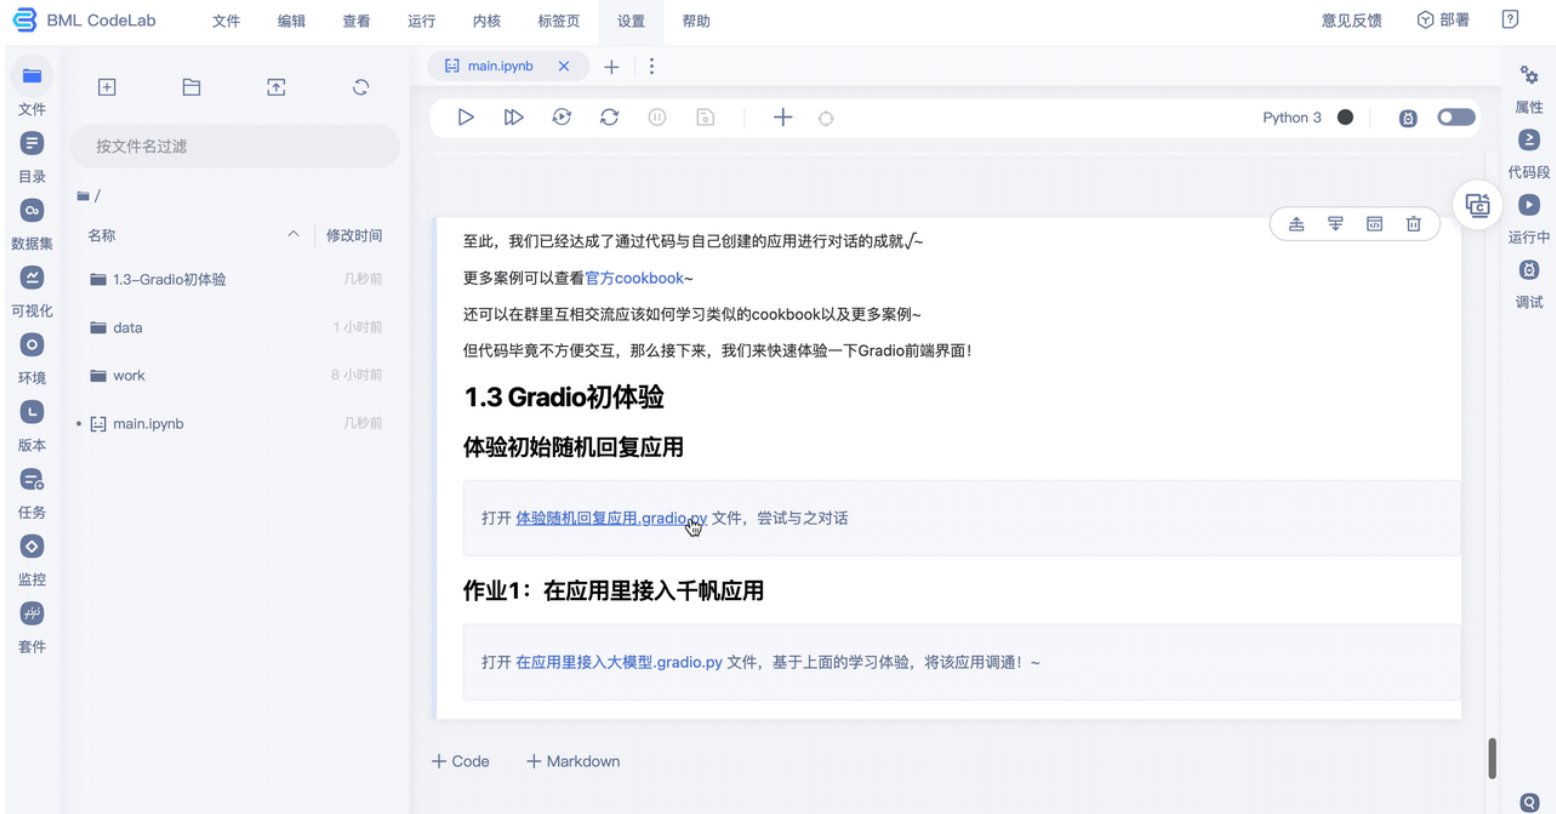 BML CodeLab 文件 编辑 查看 运行 内核 标签页 设置 帮助 意见反馈 部署
文件
目录
数据集
可视化
环境
版本
任务
监控
套件
按文件名过滤
/
名称 修改时间
1.3-Gradio初体验 几秒前
data 1 小时前
work 8 小时前
main.ipynb 几秒前
main.ipynb
Python 3
至此，我们已经达成了通过代码与自己创建的应用进行对话的成就√~
更多案例可以查看官方cookbook~
还可以在群里互相交流应该如何学习类似的cookbook以及更多案例~
但代码毕竟不方便交互，那么接下来，我们来快速体验一下Gradio前端界面！
1.3 Gradio初体验
体验初始随机回复应用
打开 体验随机回复应用.gradio.py 文件，尝试与之对话
作业1：在应用里接入千帆应用
打开 在应用里接入大模型.gradio.py 文件，基于上面的学习体验，将该应用调通！~
+ Code + Markdown
属性
代码段
运行中
调试